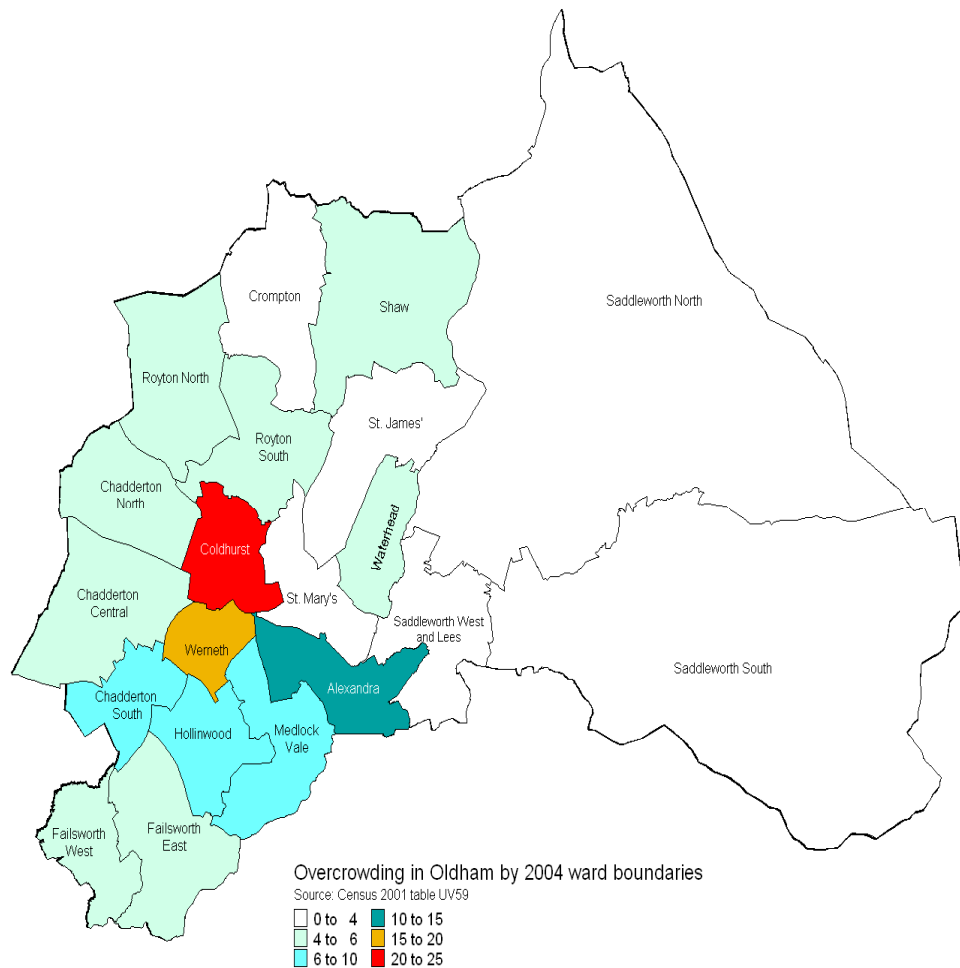 Crompton
Shaw
Saddleworth North
Royton North
St. James'
Royton
South
Chadderton
North
Waterhead
Coldhurst
Chadderton
Central
St. Mary's
Saddleworth West
and Lees
Werneth
Saddleworth South
Alexandra
Chadderton
South
Hollinwood
Medlock
Vale
Failsworth
West
Failsworth
East
Overcrowding in Oldham by 2004 ward boundaries
Source: Census 2001 table UV59
0 to 4
10 to 15
4 to 6
15 to 20
6 to 10
20 to 25